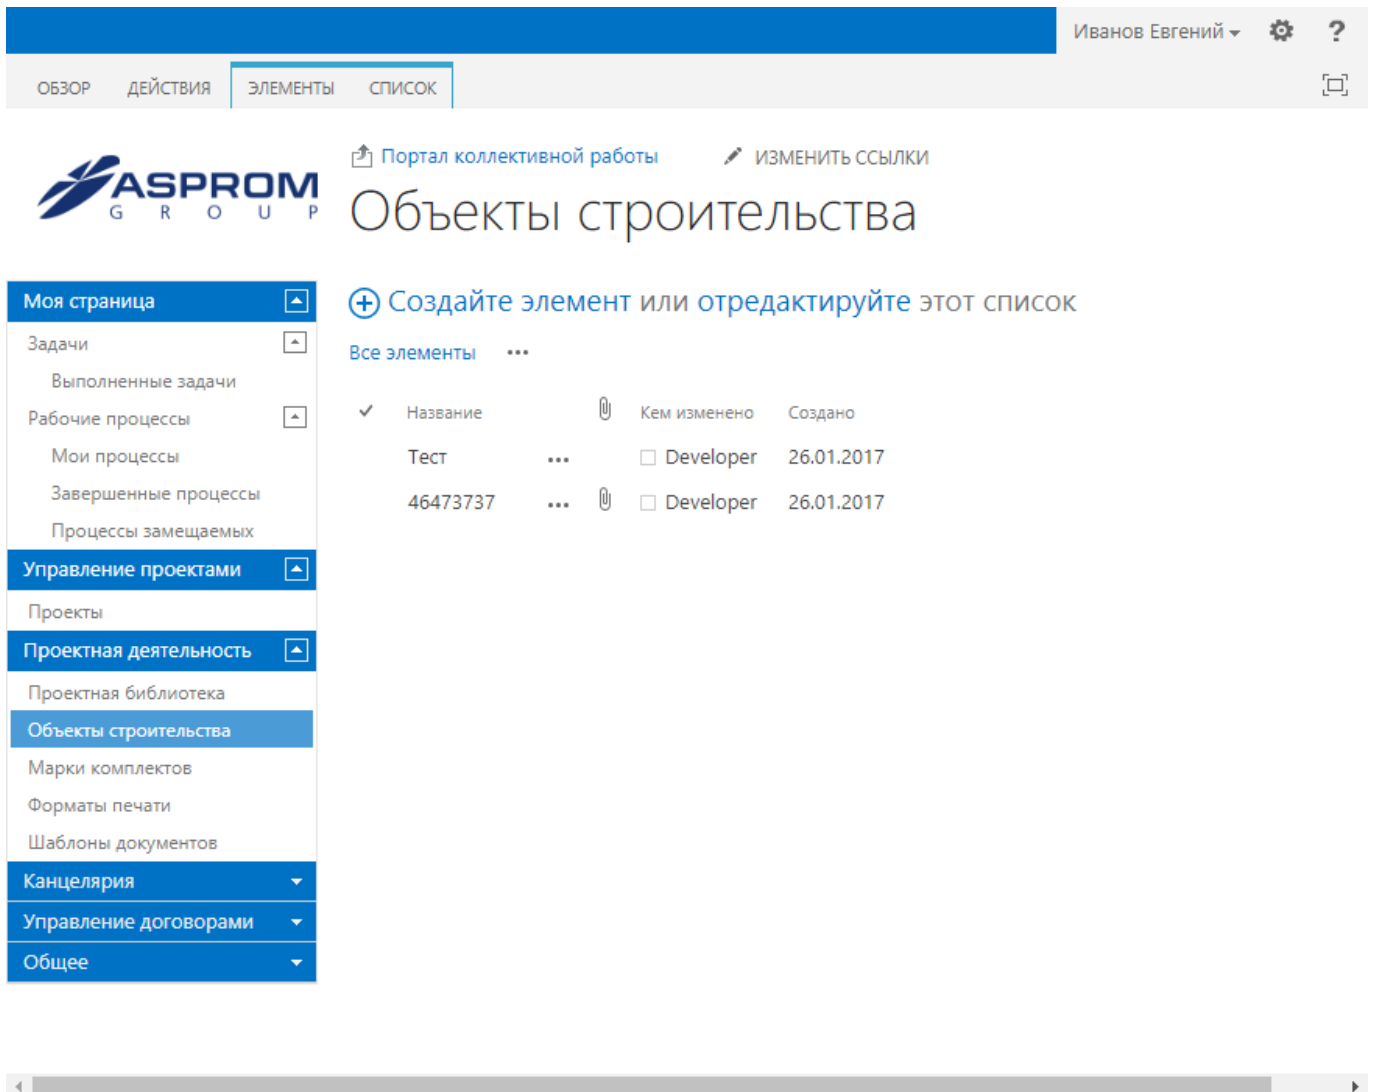 Иванов Евгений
?
ОБЗОР ДЕЙСТВИЯ ЭЛЕМЕНТЫ СПИСОК
ASPROM
GROUP
Портал коллективной работы ИЗМЕНИТЬ ССЫЛКИ
Объекты строительства
Моя страница
Задачи
Выполненные задачи
Рабочие процессы
Мои процессы
Завершенные процессы
Процессы замещаемых
Управление проектами
Проекты
Проектная деятельность
Проектная библиотека
Объекты строительства
Марки комплектов
Форматы печати
Шаблоны документов
Канцелярия
Управление договорами
Общее
Создайте элемент или отредактируйте этот список
Все элементы ...
Название Кем изменено Создано
Тест ... Developer 26.01.2017
46473737 ... Developer 26.01.2017